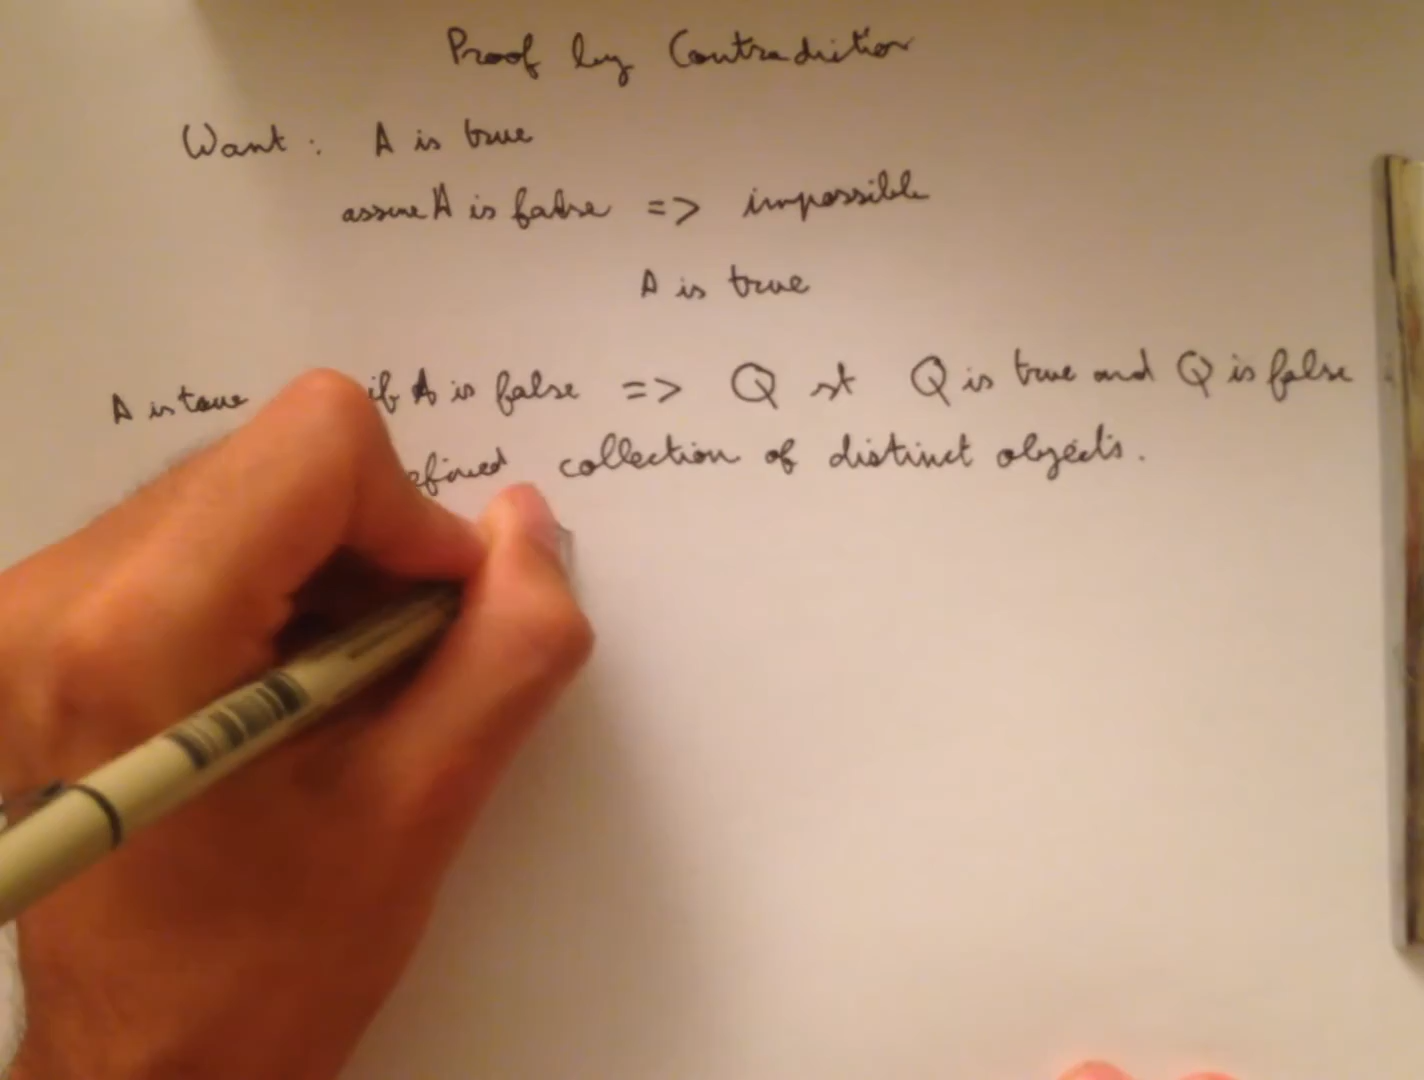 Proof by Contradiction
Want : A is true
assume A is false => impossible
A is true
A is true if A is false => Q st Q is true and Q is false
efined collection of distinct objects.